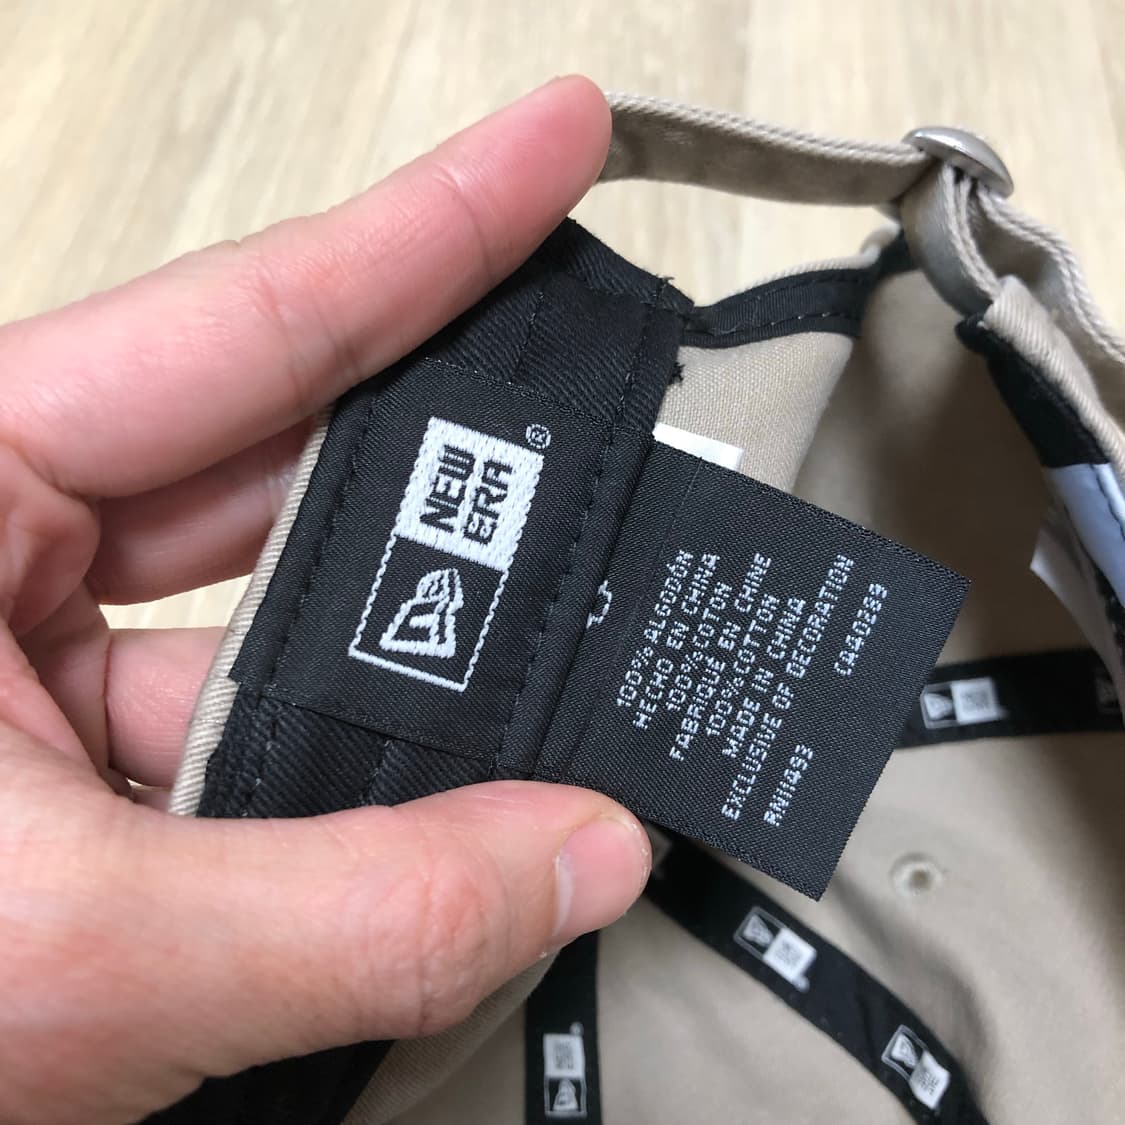 NEW
ERA
®
100% ALGODÓN
HECHO EN CHINA
100% COTON
FABRIQUÉ EN CHINE
100% COTTON
MADE IN CHINA
EXCLUSIVE OF DECORATION
RN11493